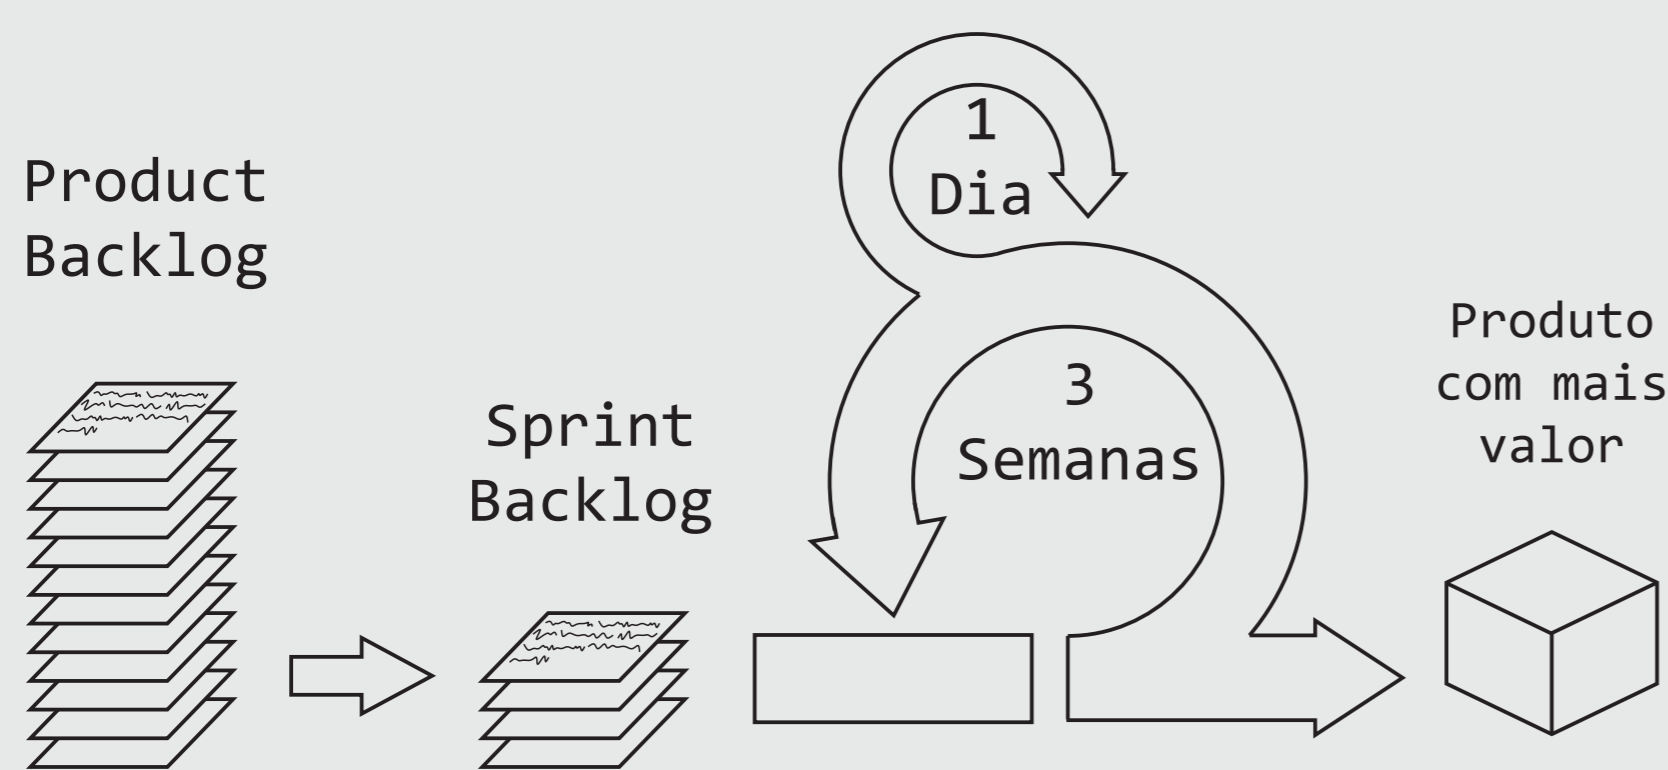 Product
Backlog
Sprint
Backlog
1
Dia
3
Semanas
Produto
com mais
valor